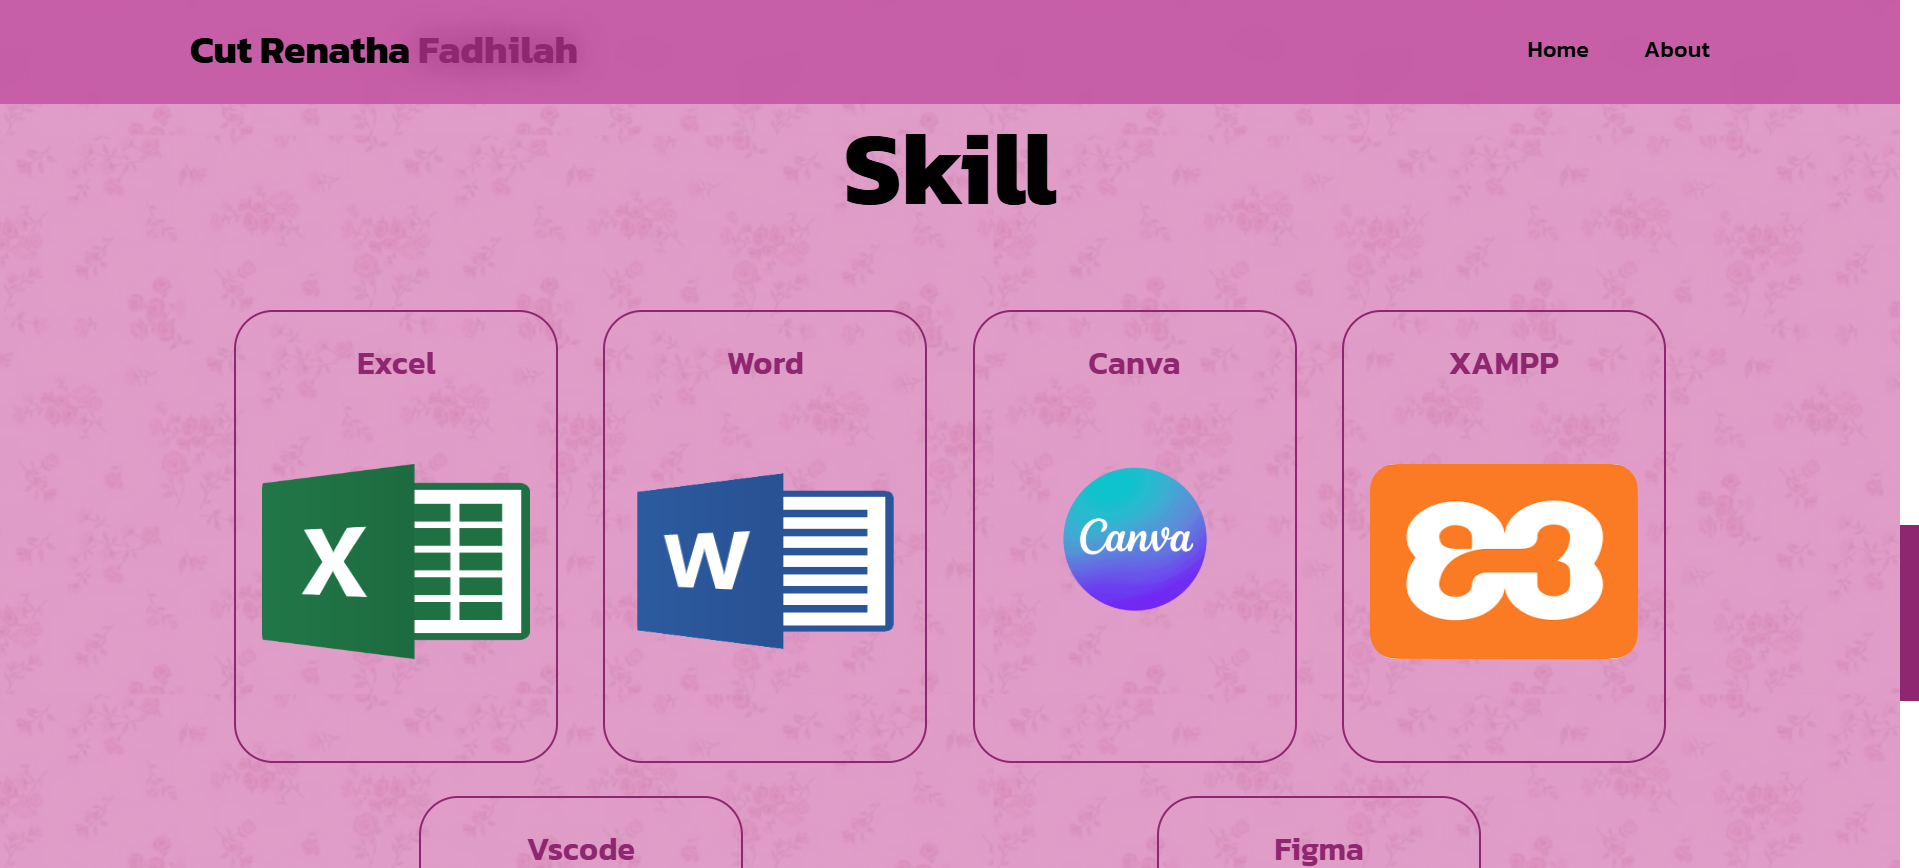 Cut Renatha Fadhilah
Home
About
Skill
Excel
Word
Canva
XAMPP
X
W
Canva
Vscode
Figma